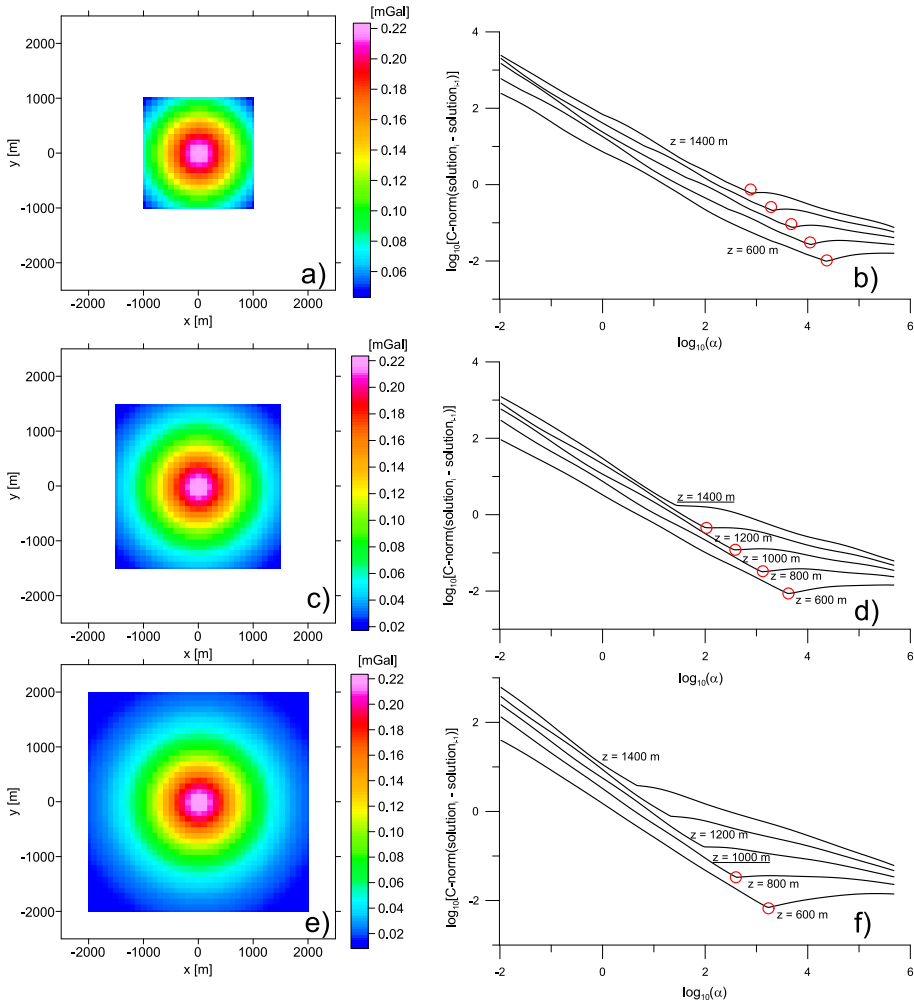 [mGal]
2000
1000
0
-1000
-2000
y [m]
-2000 -1000 0 1000 2000
x [m]
a)
0.22
0.20
0.18
0.16
0.14
0.12
0.10
0.08
0.06
4
2
0
-2
-4
log10[C-norm(solutioni - solutioni-1)]
z = 1400 m
z = 600 m
b)
-2 0 2 4 6
log10(α)
[mGal]
2000
1000
0
-1000
-2000
y [m]
-2000 -1000 0 1000 2000
x [m]
c)
0.22
0.20
0.18
0.16
0.14
0.12
0.10
0.08
0.06
0.04
0.02
4
2
0
-2
-4
log10[C-norm(solutioni - solutioni-1)]
z = 1400 m
z = 1200 m
z = 1000 m
z = 800 m
z = 600 m
d)
-2 0 2 4 6
log10(α)
[mGal]
2000
1000
0
-1000
-2000
y [m]
-2000 -1000 0 1000 2000
x [m]
e)
0.22
0.20
0.18
0.16
0.14
0.12
0.10
0.08
0.06
0.04
0.02
2
0
-2
log10[C-norm(solutioni - solutioni-1)]
z = 1400 m
z = 1200 m
z = 1000 m
z = 800 m
z = 600 m
f)
-2 0 2 4 6
log10(α)